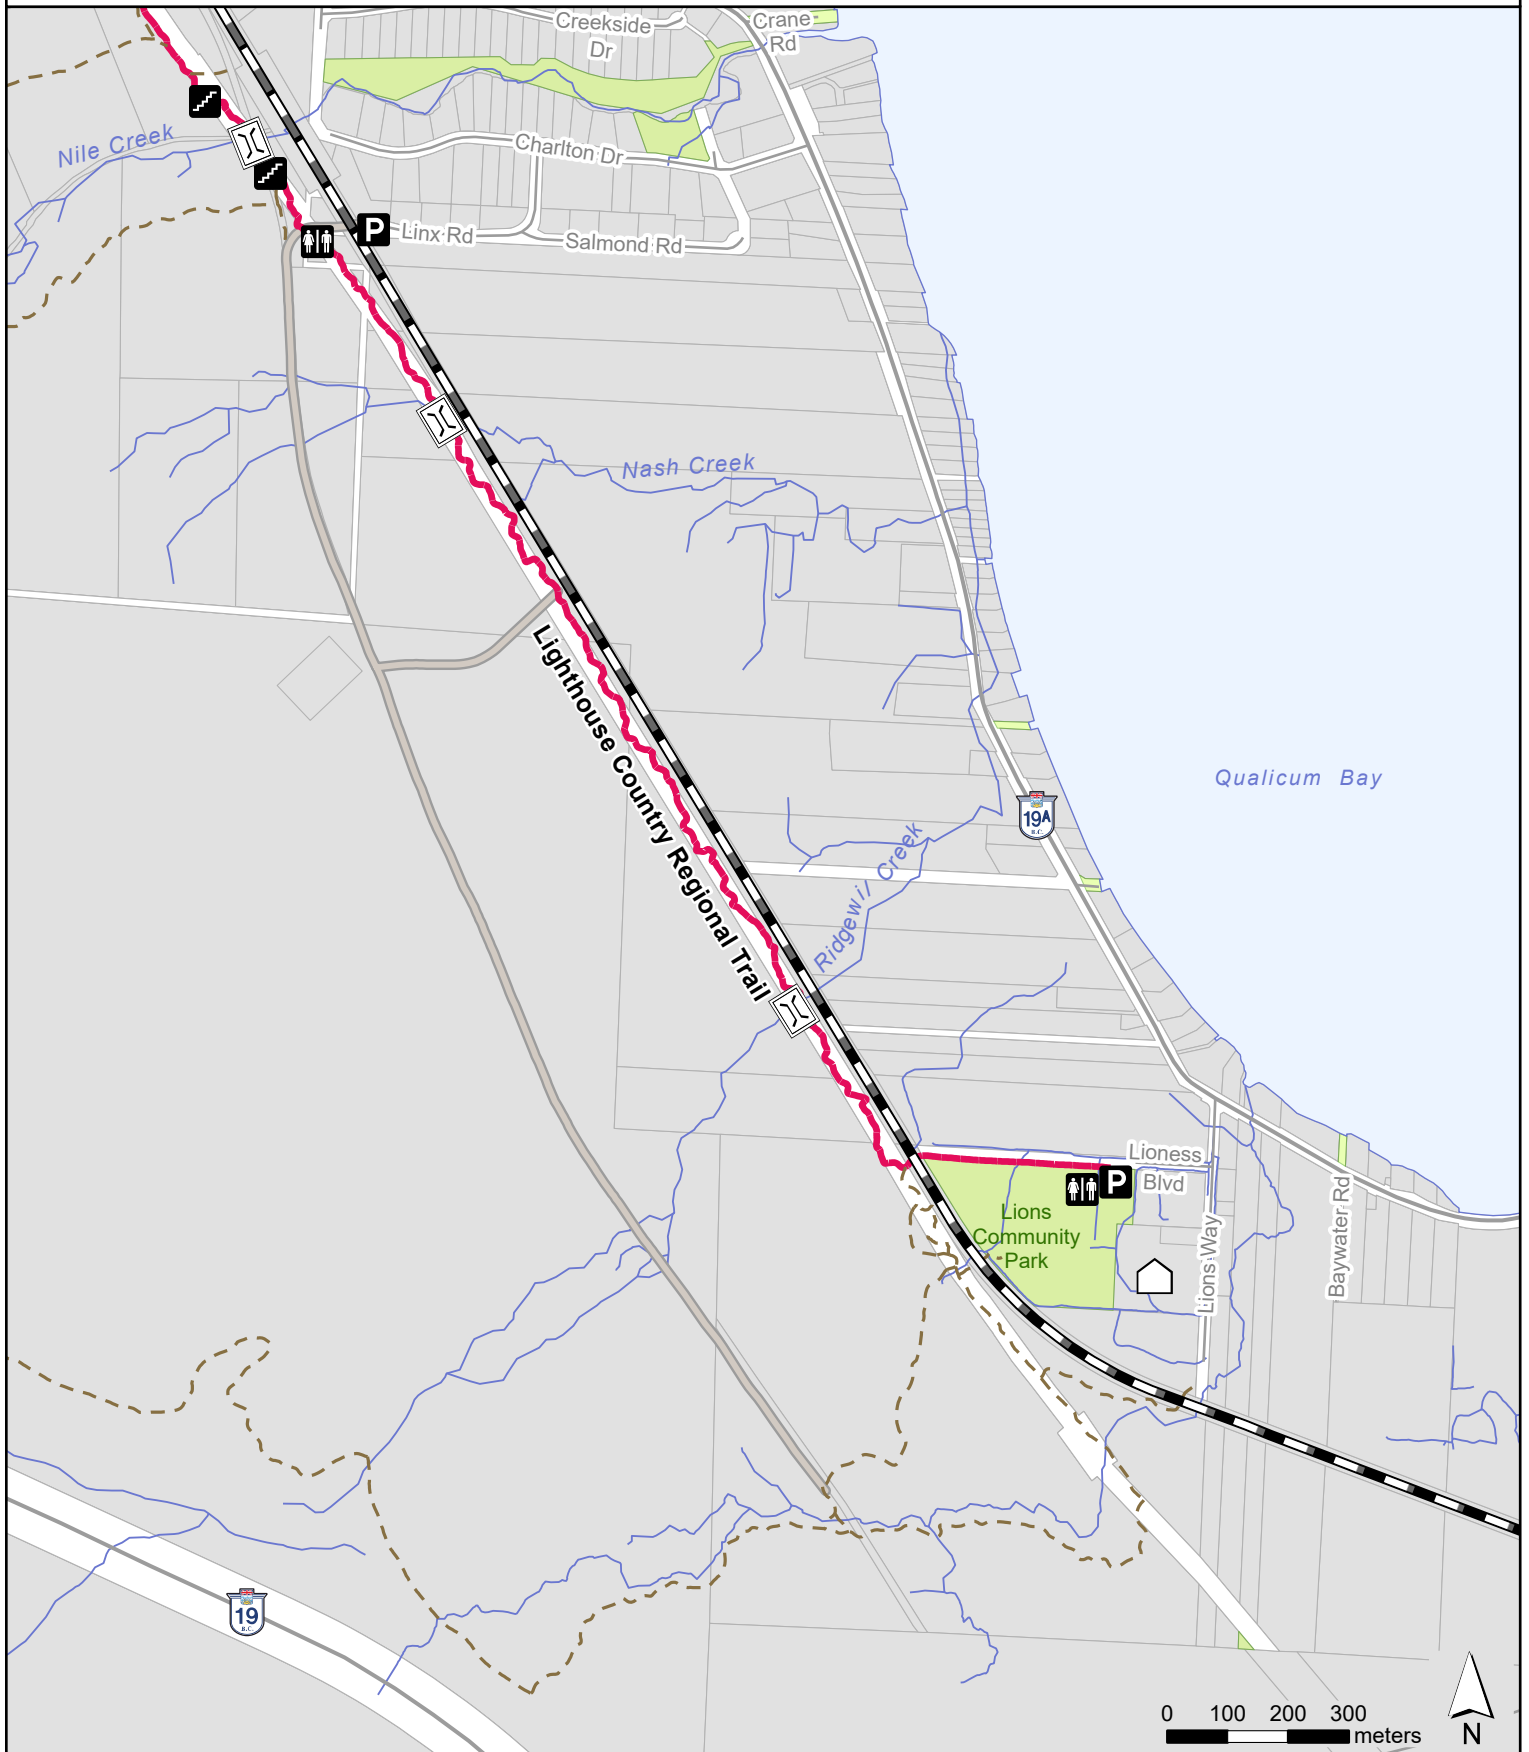 Creekside
Dr
Crane
Rd
Nile Creek
Charlton Dr
P
Linx Rd
Salmond Rd
Nash Creek
Lighthouse Country Regional Trail
Qualicum Bay
19A
B.C.
Ridgewil Creek
Lioness
Blvd
P
Lions
Community
Park
Lions Way
Baywater Rd
19
B.C.
0 100 200 300
meters
N